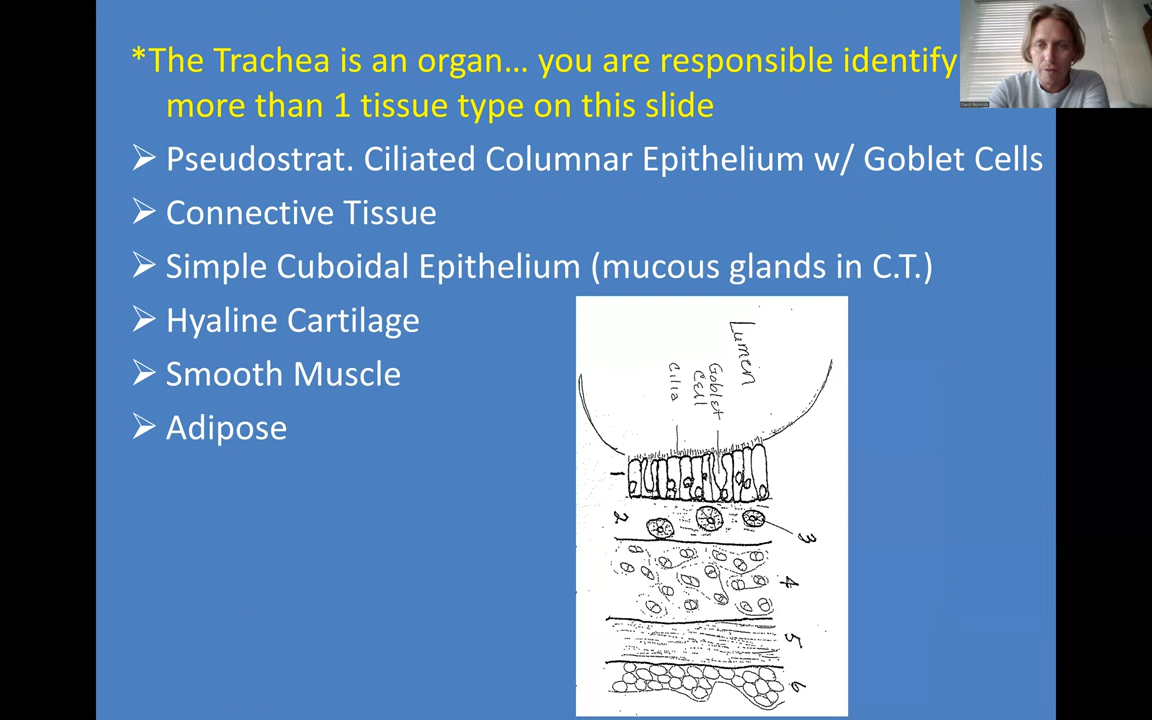 *The Trachea is an organ... you are responsible identify
more than 1 tissue type on this slide
Pseudostrat. Ciliated Columnar Epithelium w/ Goblet Cells
Connective Tissue
Simple Cuboidal Epithelium (mucous glands in C.T.)
Hyaline Cartilage
Smooth Muscle
Adipose
Lumen
Goblet
Cell
Cilia
1
2
3
4
5
6